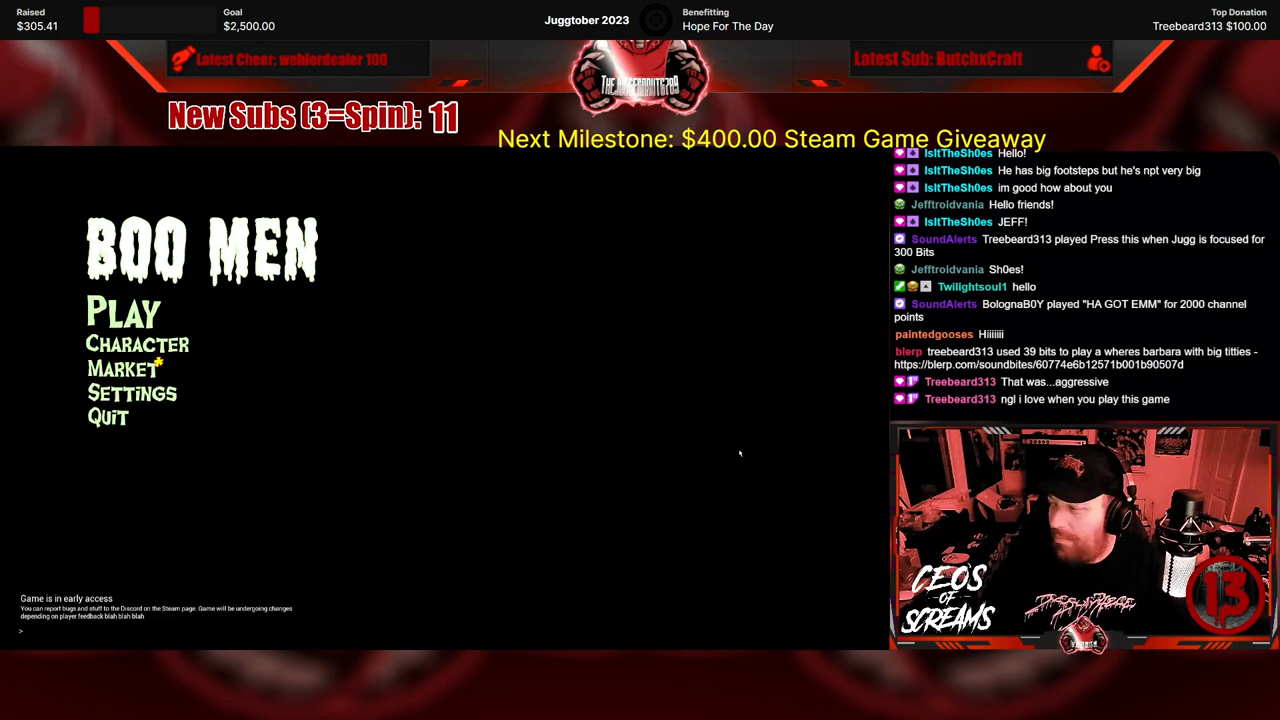 Raised
$305.41
Goal
$2,500.00
Juggtober 2023
Benefitting
Hope For The Day
Top Donation
Treebeard313 $100.00
Latest Cheer: wehlerdealer 100
THEJUGGERNAUT6789
Latest Sub: ButchxCraft
New Subs (3=Spin): 11
Next Milestone: $400.00 Steam Game Giveaway
BOO MEN
PLAY
CHARACTER
MARKET*
SETTINGS
QUIT
IsItTheSh0es Hello!
IsItTheSh0es He has big footsteps but he's npt very big
IsItTheSh0es im good how about you
Jefftroidvania Hello friends!
IsItTheSh0es JEFF!
SoundAlerts Treebeard313 played Press this when Jugg is focused for
300 Bits
Jefftroidvania Sh0es!
Twilightsoul1 hello
SoundAlerts BolognaB0Y played "HA GOT EMM" for 2000 channel
points
paintedgooses Hiiiiiii
blerp treebeard313 used 39 bits to play a wheres barbara with big titties -
https://blerp.com/soundbites/60774e6b12571b001b90507d
Treebeard313 That was...aggressive
Treebeard313 ngl i love when you play this game
CEOS
OF
SCREAMS
13
Game is in early access
You can report bugs and stuff to the Discord on the Steam page. Game will be undergoing changes
depending on player feedback blah blah blah
>